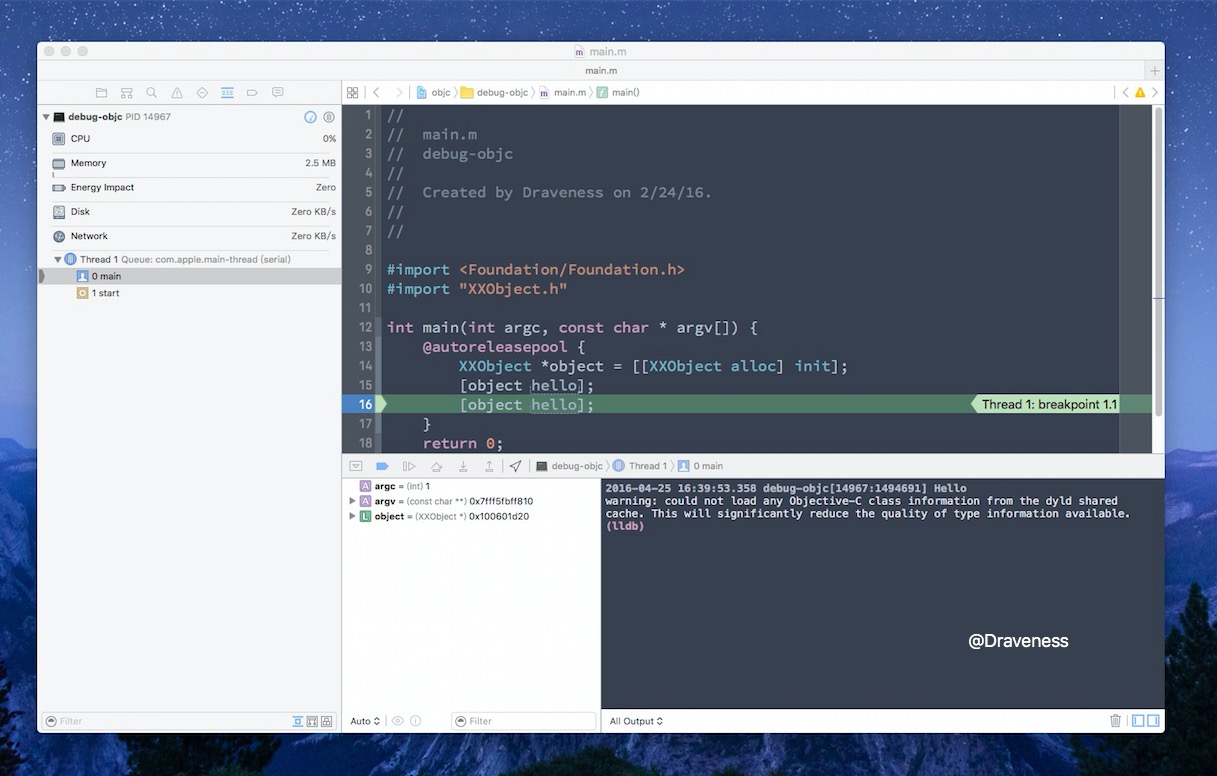 main.m
main.m
debug-objc PID 14967
CPU 0%
Memory 2.5 MB
Energy Impact Zero
Disk Zero KB/s
Network Zero KB/s
Thread 1 Queue: com.apple.main-thread (serial)
0 main
1 start
Filter
objc debug-objc main.m main()
1 //
2 // main.m
3 // debug-objc
4 //
5 // Created by Draveness on 2/24/16.
6 //
7 //
8
9 #import <Foundation/Foundation.h>
10 #import "XXObject.h"
11
12 int main(int argc, const char * argv[]) {
13 @autoreleasepool {
14 XXObject *object = [[XXObject alloc] init];
15 [object hello];
16 [object hello]; Thread 1: breakpoint 1.1
17 }
18 return 0;
debug-objc Thread 1 0 main
A argc = (int) 1
A argv = (const char **) 0x7fff5fbff810
L object = (XXObject *) 0x100601d20
Auto Filter
2016-04-25 16:39:53.358 debug-objc[14967:1494691] Hello
warning: could not load any Objective-C class information from the dyld shared
cache. This will significantly reduce the quality of type information available.
(lldb)
@Draveness
All Output